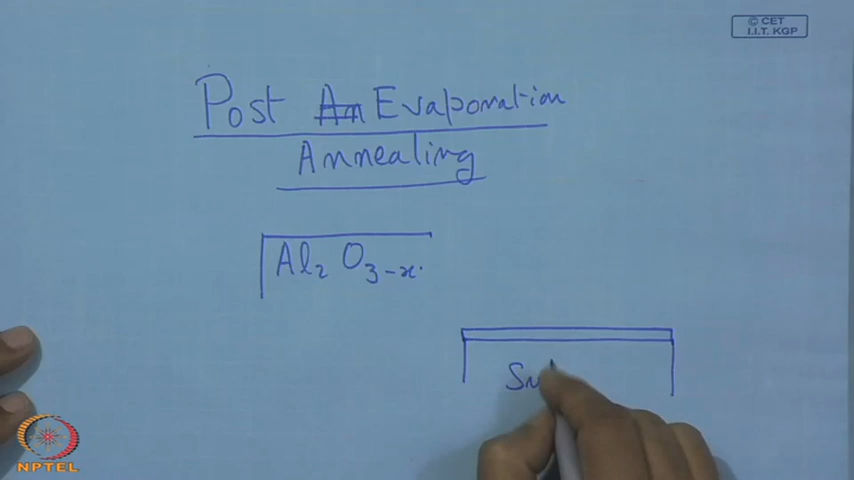 © CET
I.I.T. KGP
Post An Evaporation
Annealing
Al₂ O₃₋ₓ.
NPTEL